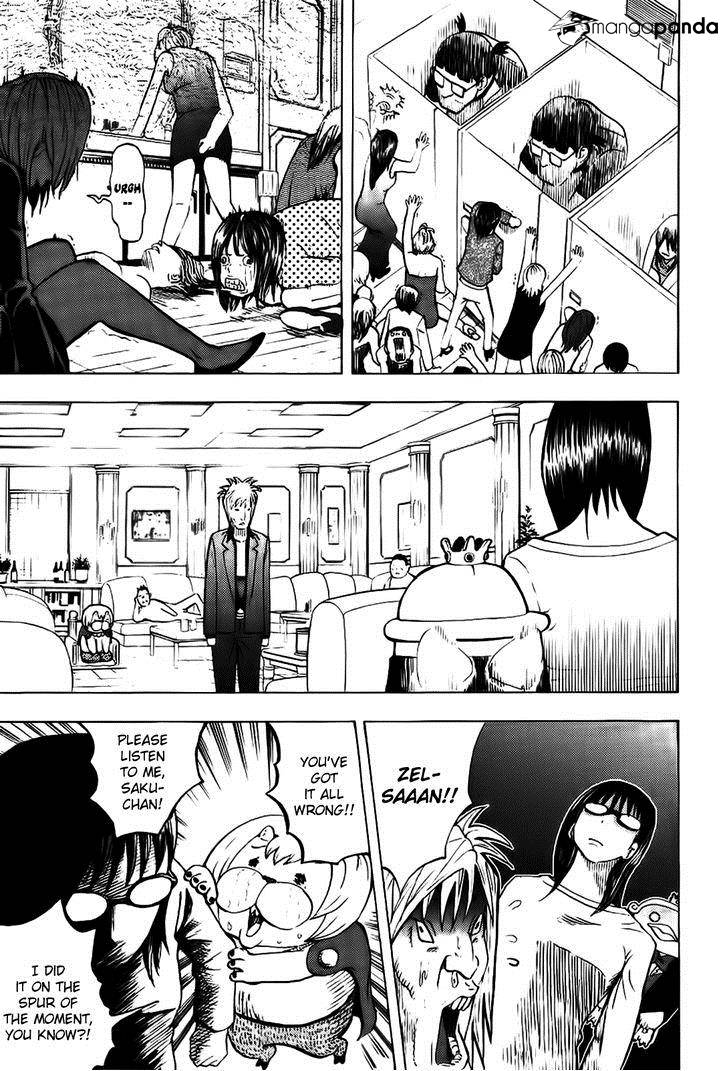 mangapanda
URGH
--
ZEL-
SAAAN!!
YOU'VE
GOT
IT ALL
WRONG!!
PLEASE
LISTEN
TO ME,
SAKU-
CHAN!
I DID
IT ON THE
SPUR OF
THE MOMENT,
YOU KNOW?!